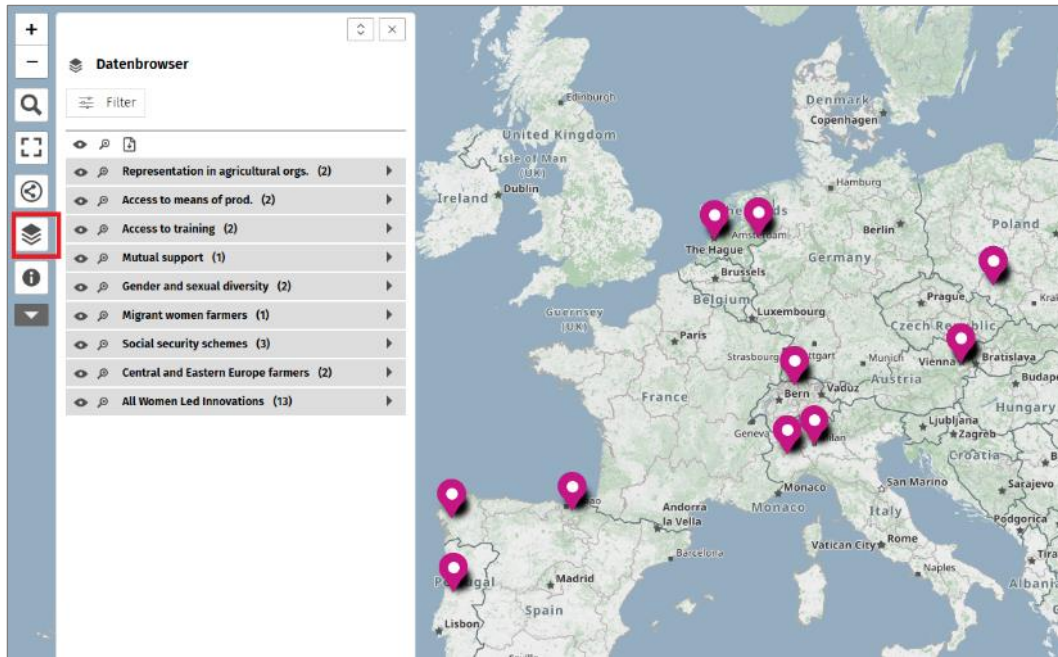 +
−
Datenbrowser
Filter
Representation in agricultural orgs. (2)
Access to means of prod. (2)
Access to training (2)
Mutual support (1)
Gender and sexual diversity (2)
Migrant women farmers (1)
Social security schemes (3)
Central and Eastern Europe farmers (2)
All Women Led Innovations (13)
Edinburgh
Denmark
Copenhagen
United Kingdom
Isle of Man
(UK)
Dublin
Ireland
Hamburg
Berlin
Poland
The Hague
Germany
Brussels
Belgium
Prague
Guernsey
(UK)
Luxembourg
Czech
Paris
Strasbourg
Munich
Vienna
Bratislava
Austria
France
Bern
Vaduz
Hungary
Geneva
Ljubljana
Zagreb
Croatia
Monaco
San Marino
Sarajevo
Monaco
Andorra
la Vella
Italy
Podgorica
Vatican City
Rome
Barcelona
Naples
Madrid
Spain
Lisbon